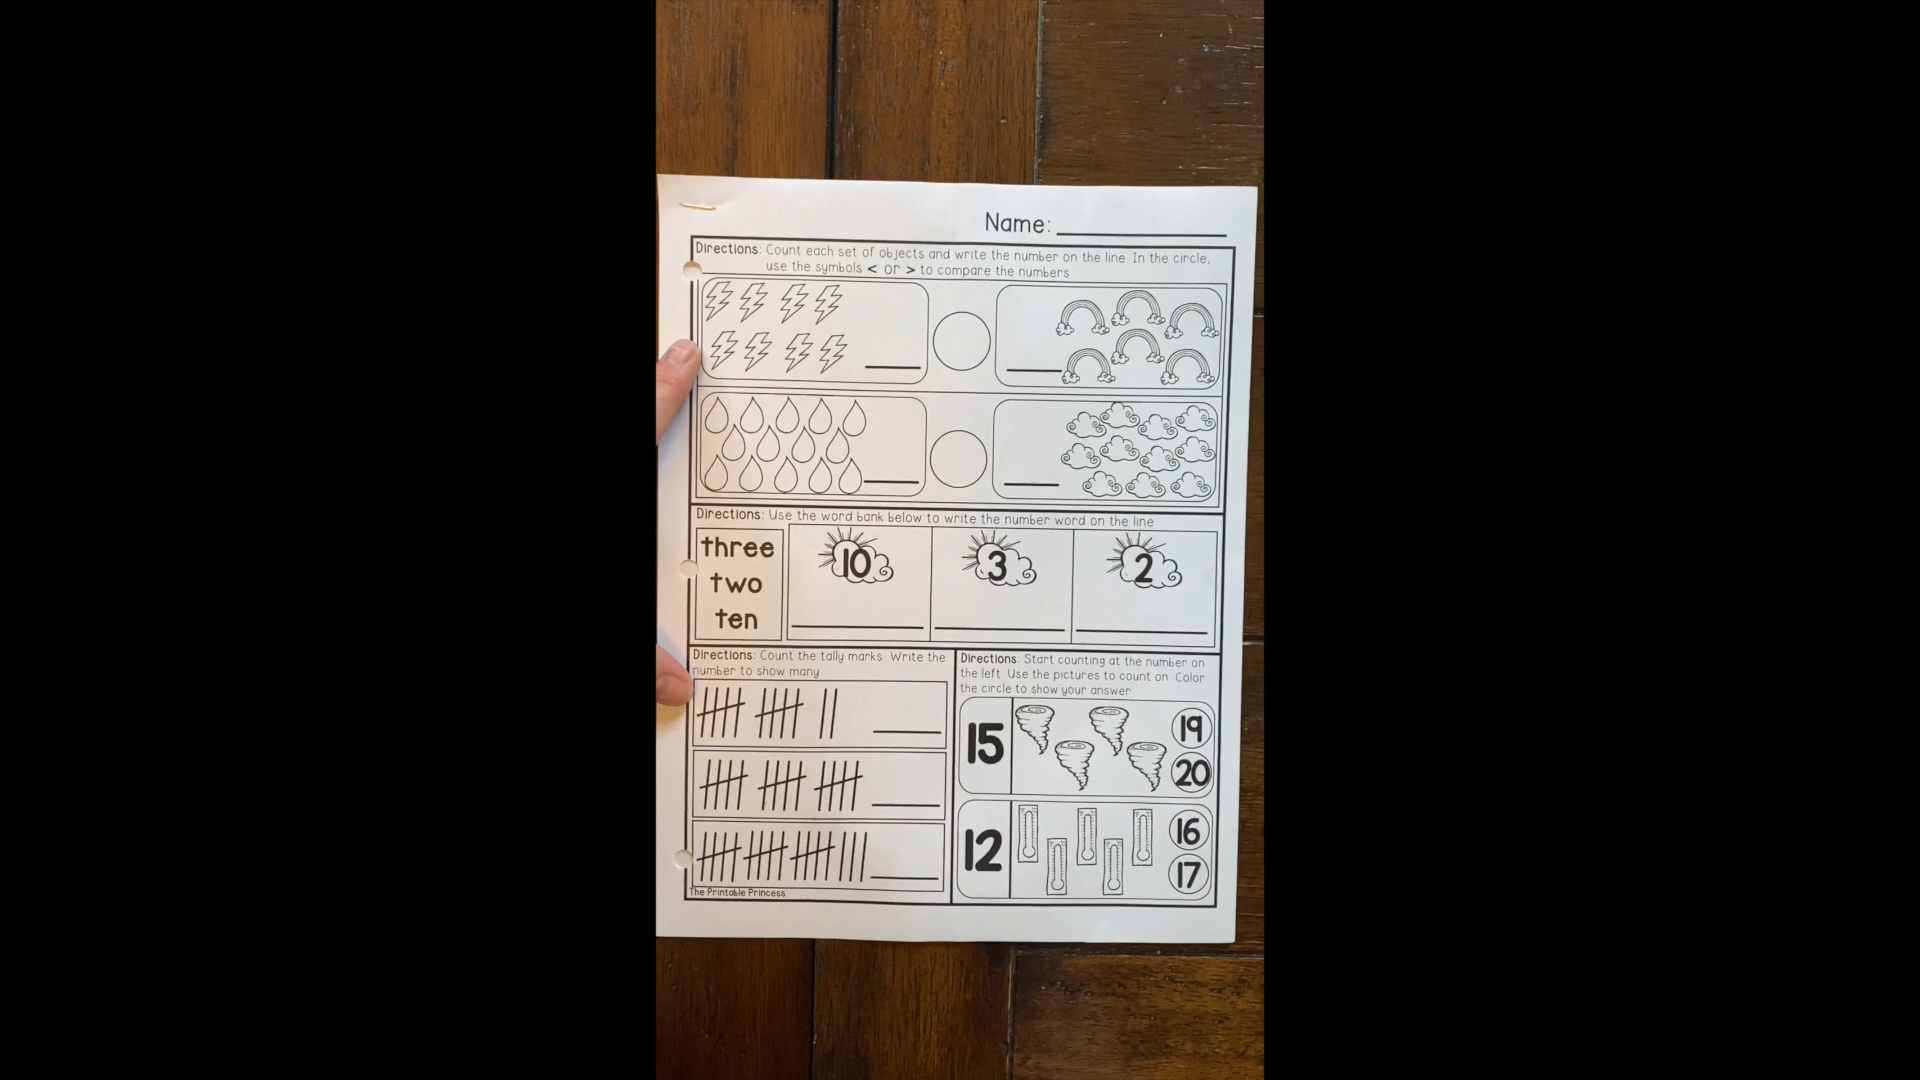 Name:
Directions: Count each set of objects and write the number on the line. In the circle,
use the symbols < or > to compare the numbers
Directions: Use the word bank below to write the number word on the line
three
two
ten
10
3
2
Directions: Count the tally marks. Write the
number to show many
The Printable Princess
Directions: Start counting at the number on
the left. Use the pictures to count on. Color
the circle to show your answer
15
19
20
12
16
17